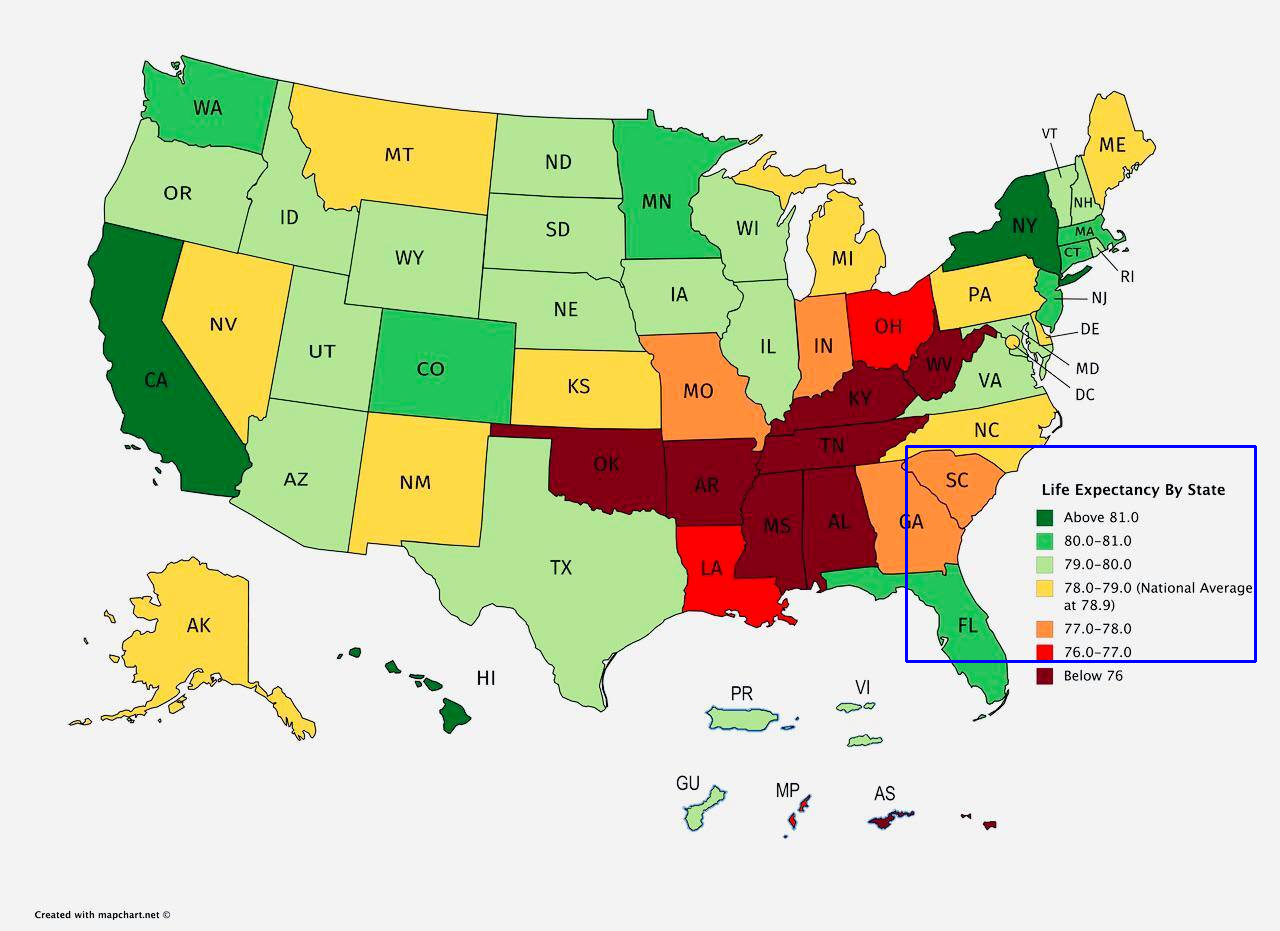 WA
MT
ND
MN
VT
ME
OR
ID
SD
WI
NH
NY
MA
CT
RI
WY
MI
IA
NE
PA
NJ
NV
UT
CO
IL
IN
OH
DE
MD
DC
CA
KS
MO
WV
VA
KY
NC
TN
AZ
NM
OK
AR
SC
MS
AL
GA
TX
LA
FL
Life Expectancy By State
Above 81.0
80.0-81.0
79.0-80.0
78.0-79.0 (National Average
at 78.9)
77.0-78.0
76.0-77.0
Below 76
AK
HI
PR
VI
GU
MP
AS
Created with mapchart.net ©